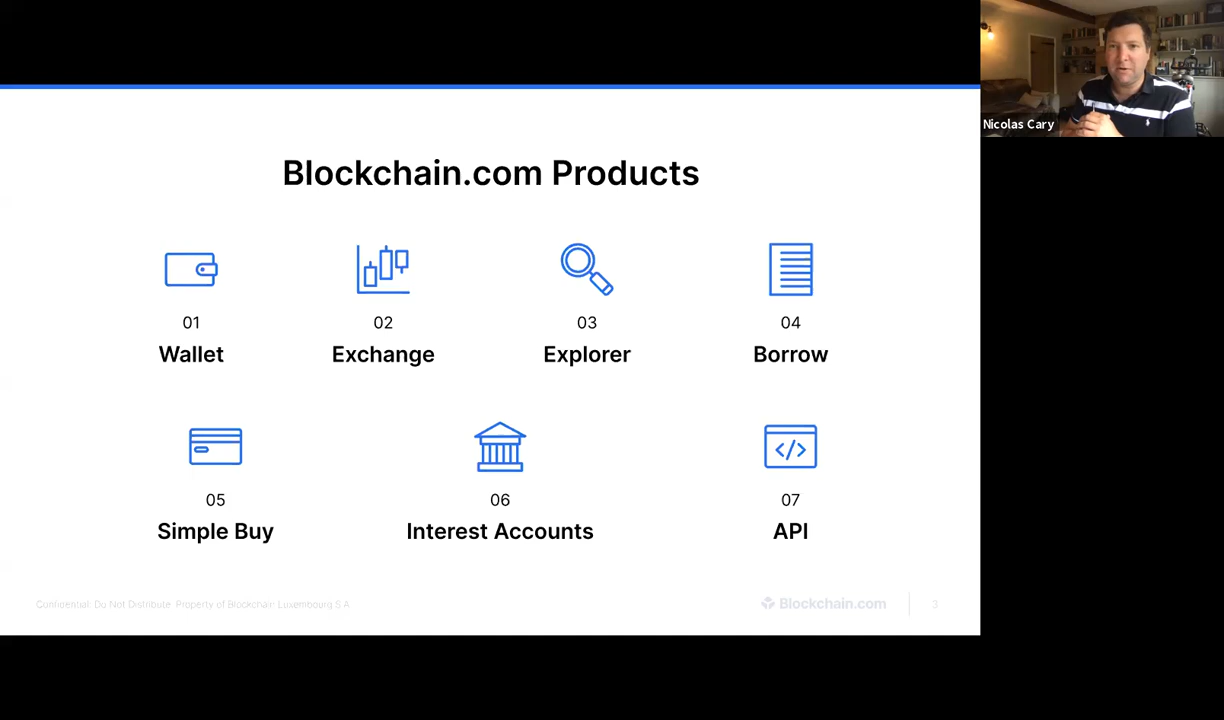 Nicolas Cary
Blockchain.com Products
01
Wallet
02
Exchange
03
Explorer
04
Borrow
05
Simple Buy
06
Interest Accounts
07
API
Confidential. Do Not Distribute. Property of Blockchain Luxembourg S.A.
Blockchain.com
3